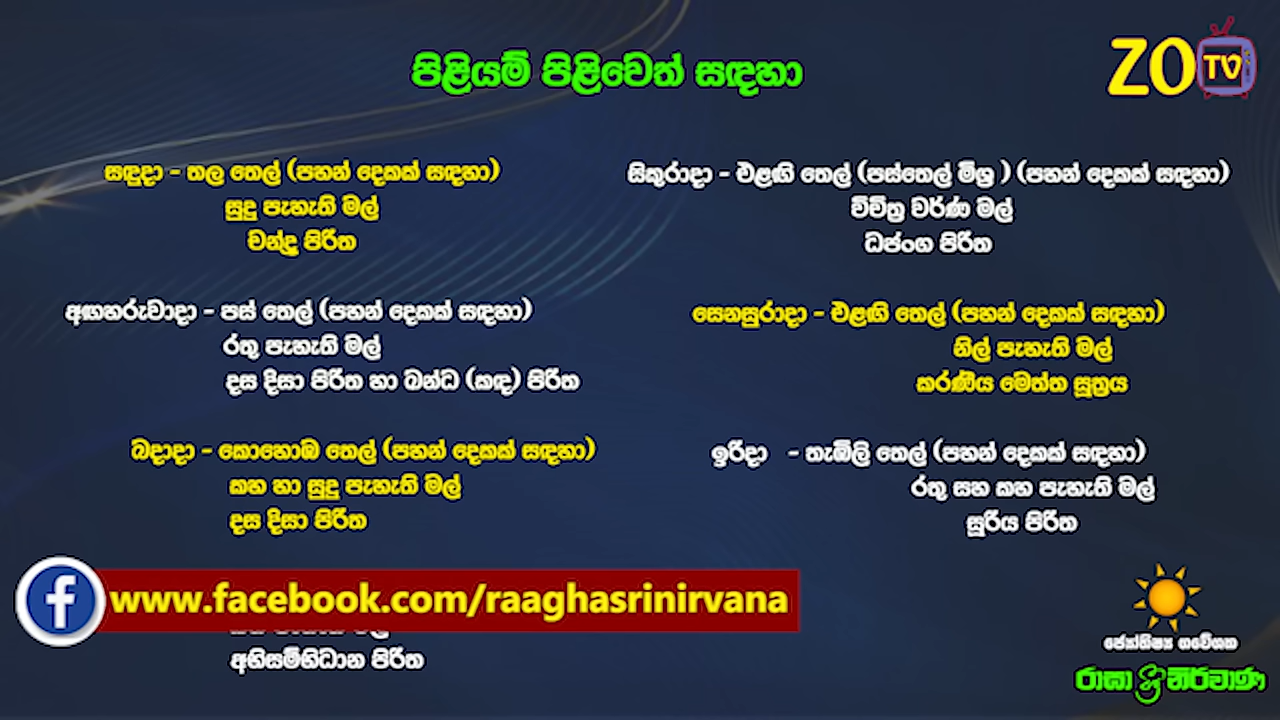 පිළියම් පිළිවෙත් සඳහා
ZO TV
සඳුදා - තල තෙල් (පහන් දෙකක් සඳහා)
සුදු පැහැති මල්
චන්ද්‍ර පිරිත
අඟහරුවාදා - පස් තෙල් (පහන් දෙකක් සඳහා)
රතු පැහැති මල්
දස දිසා පිරිත හා ඛන්ධ (කඳ) පිරිත
බදාදා - කොහොඹ තෙල් (පහන් දෙකක් සඳහා)
කහ හා සුදු පැහැති මල්
දස දිසා පිරිත
සිකුරාදා - එළඟි තෙල් (පස්තෙල් මිශ්‍ර ) (පහන් දෙකක් සඳහා)
විචිත්‍ර වර්ණ මල්
ධජංග පිරිත
සෙනසුරාදා - එළඟි තෙල් (පහන් දෙකක් සඳහා)
නිල් පැහැති මල්
කරණීය මෙත්ත සූත්‍රය
ඉරිදා - තැඹිලි තෙල් (පහන් දෙකක් සඳහා)
රතු සහ කහ පැහැති මල්
සූරිය පිරිත
www.facebook.com/raaghasrinirvana
අභිසම්භිධාන පිරිත
ජ්‍යෝතිෂ්‍ය ගවේශක
රාඝා ශ්‍රී නිර්වාණ